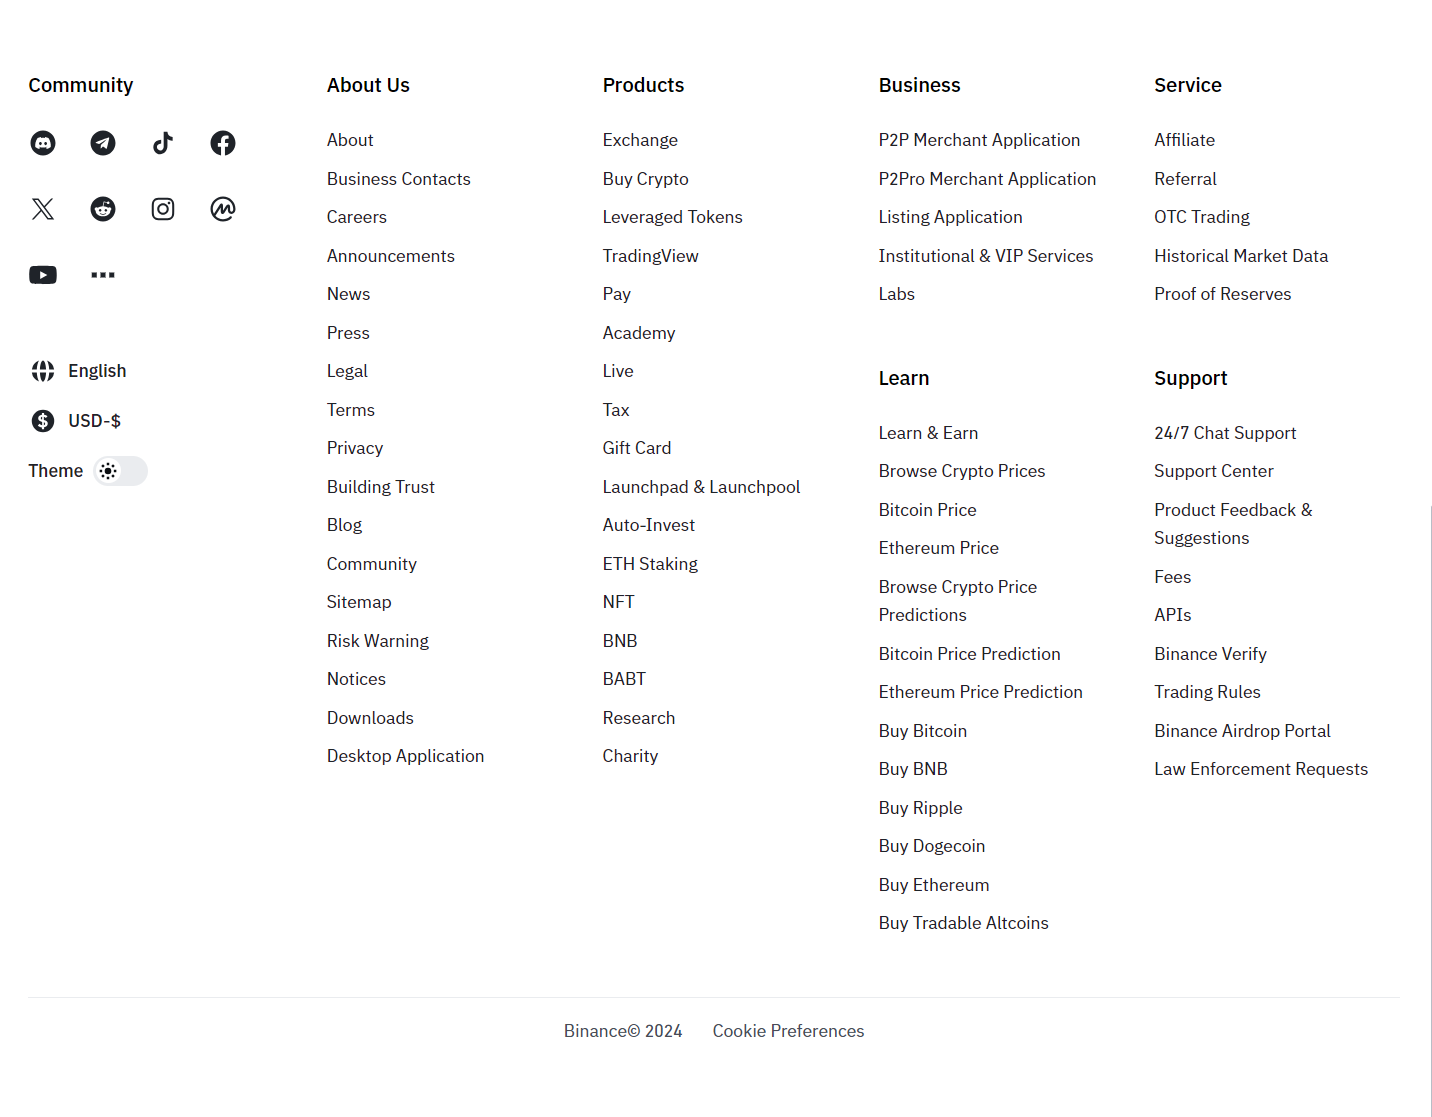 Community
English
USD-$
Theme
About Us
About
Business Contacts
Careers
Announcements
News
Press
Legal
Terms
Privacy
Building Trust
Blog
Community
Sitemap
Risk Warning
Notices
Downloads
Desktop Application
Products
Exchange
Buy Crypto
Leveraged Tokens
TradingView
Pay
Academy
Live
Tax
Gift Card
Launchpad & Launchpool
Auto-Invest
ETH Staking
NFT
BNB
BABT
Research
Charity
Business
P2P Merchant Application
P2Pro Merchant Application
Listing Application
Institutional & VIP Services
Labs
Learn
Learn & Earn
Browse Crypto Prices
Bitcoin Price
Ethereum Price
Browse Crypto Price
Predictions
Bitcoin Price Prediction
Ethereum Price Prediction
Buy Bitcoin
Buy BNB
Buy Ripple
Buy Dogecoin
Buy Ethereum
Buy Tradable Altcoins
Service
Affiliate
Referral
OTC Trading
Historical Market Data
Proof of Reserves
Support
24/7 Chat Support
Support Center
Product Feedback &
Suggestions
Fees
APIs
Binance Verify
Trading Rules
Binance Airdrop Portal
Law Enforcement Requests
Binance© 2024 Cookie Preferences